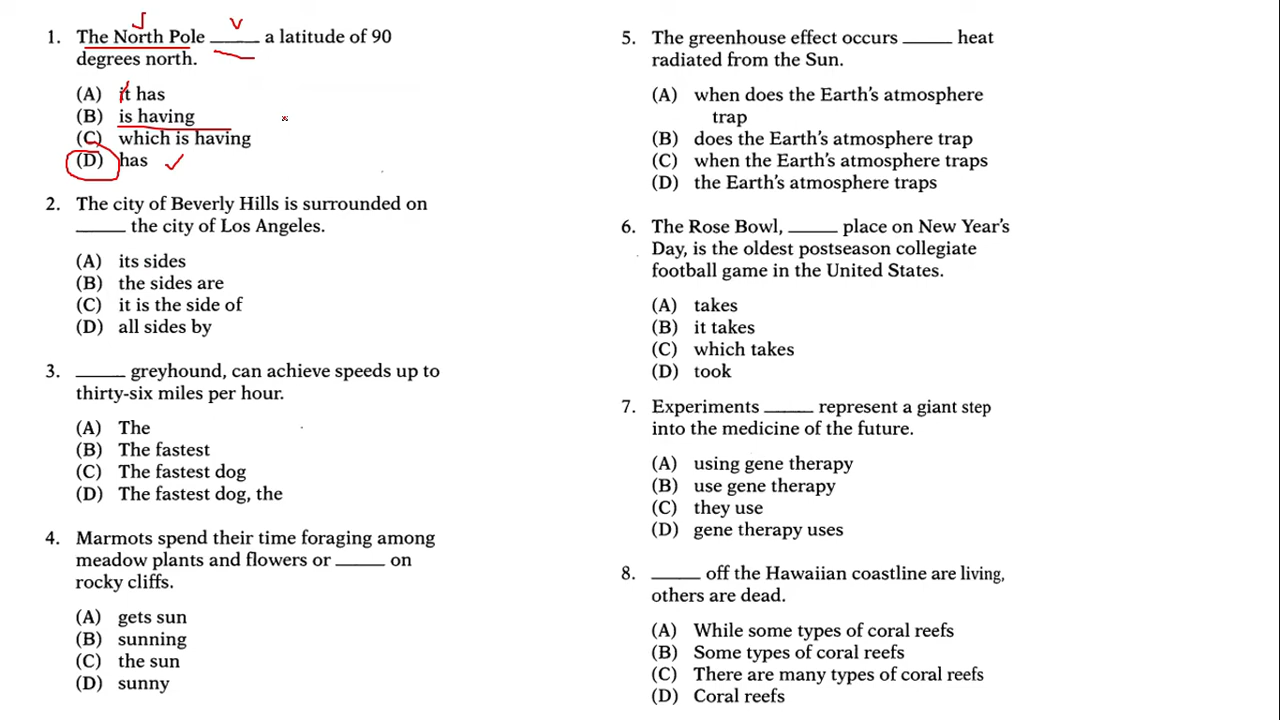 1. The North Pole _____ a latitude of 90
degrees north.
(A) it has
(B) is having
(C) which is having
(D) has
2. The city of Beverly Hills is surrounded on
_____ the city of Los Angeles.
(A) its sides
(B) the sides are
(C) it is the side of
(D) all sides by
3. _____ greyhound, can achieve speeds up to
thirty-six miles per hour.
(A) The
(B) The fastest
(C) The fastest dog
(D) The fastest dog, the
4. Marmots spend their time foraging among
meadow plants and flowers or _____ on
rocky cliffs.
(A) gets sun
(B) sunning
(C) the sun
(D) sunny
5. The greenhouse effect occurs _____ heat
radiated from the Sun.
(A) when does the Earth's atmosphere
trap
(B) does the Earth's atmosphere trap
(C) when the Earth's atmosphere traps
(D) the Earth's atmosphere traps
6. The Rose Bowl, _____ place on New Year's
Day, is the oldest postseason collegiate
football game in the United States.
(A) takes
(B) it takes
(C) which takes
(D) took
7. Experiments _____ represent a giant step
into the medicine of the future.
(A) using gene therapy
(B) use gene therapy
(C) they use
(D) gene therapy uses
8. _____ off the Hawaiian coastline are living,
others are dead.
(A) While some types of coral reefs
(B) Some types of coral reefs
(C) There are many types of coral reefs
(D) Coral reefs